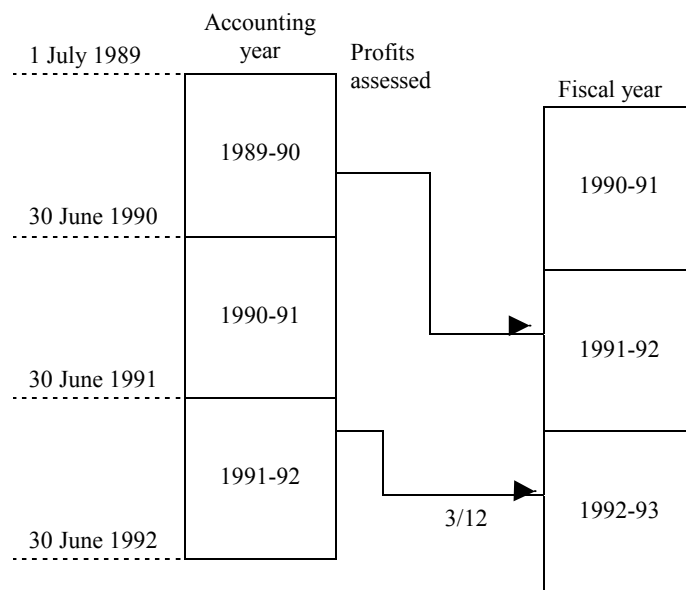 Accounting
year
1 July 1989
Profits
assessed
Fiscal year
1989-90
1990-91
30 June 1990
1990-91
1991-92
30 June 1991
1991-92
1992-93
3/12
30 June 1992